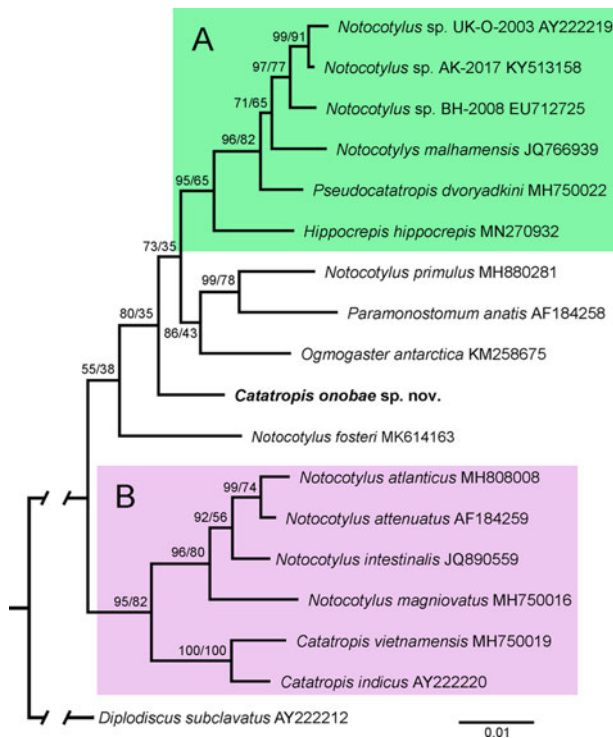 A
99/91
Notocotylus sp. UK-O-2003 AY222219
97/77
Notocotylus sp. AK-2017 KY513158
71/65
Notocotylus sp. BH-2008 EU712725
96/82
Notocotylys malhamensis JQ766939
95/65
Pseudocatatropis dvoryadkini MH750022
Hippocrepis hippocrepis MN270932
73/35
99/78
Notocotylus primulus MH880281
80/35
86/43
Paramonostomum anatis AF184258
Ogmogaster antarctica KM258675
55/38
Catatropis onobae sp. nov.
Notocotylus fosteri MK614163
B
99/74
Notocotylus atlanticus MH808008
92/56
Notocotylus attenuatus AF184259
96/80
Notocotylus intestinalis JQ890559
95/82
Notocotylus magniovatus MH750016
100/100
Catatropis vietnamensis MH750019
Catatropis indicus AY222220
Diplodiscus subclavatus AY222212
0.01